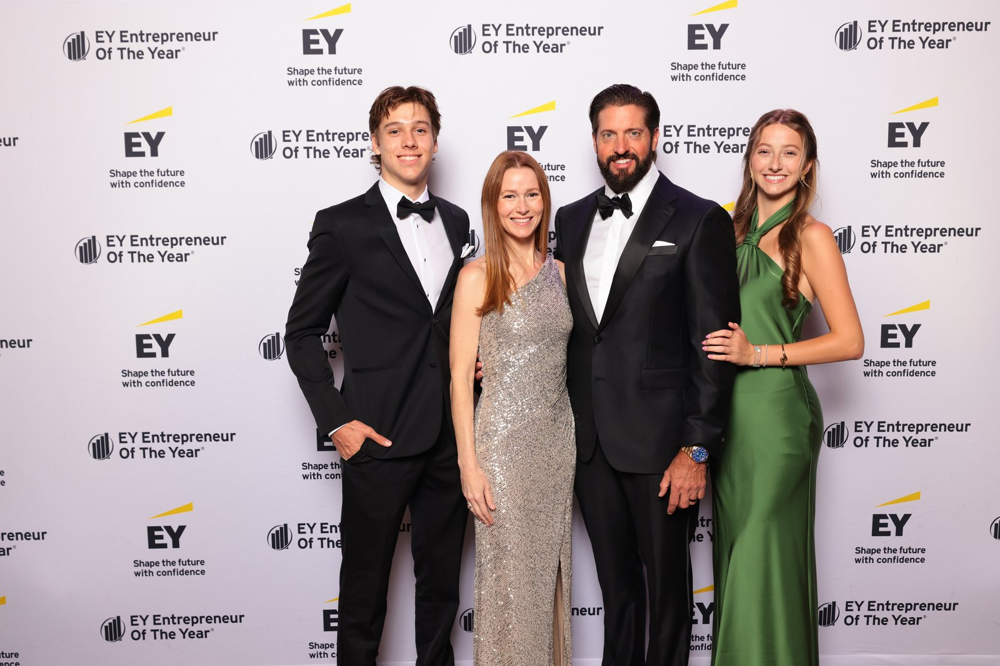 EY Entrepreneur
Of The Year®
EY
Shape the future
with confidence
EY Entrepreneur
Of The Year®
EY
Shape the future
with confidence
EY Entrepreneur
Of The Year®
eur
EY
Shape the future
with confidence
EY Entrepre
Of The Year®
EY
uture
ence
EY Entrepre
Of The Year
EY
Shape the future
with confidence
EY Entrepreneur
Of The Year®
EY Entrepreneur
Of The Year®
neur
EY
Shape the future
with confidence
EY
Shape the future
with confidence
EY Entrepreneur
Of The Year®
Shape th
with con
EY Entrepreneur
Of The Year®
reneur
ar®
EY
Shape the future
with confidence
EY Ent
Of The
ur
EY
Shape the future
with confidence
EY Entrepreneur
Of The Year®
E
Shape
with c
neur
EY
he fu
onfid
EY Entrepreneur
Of The Year®
uture
ence